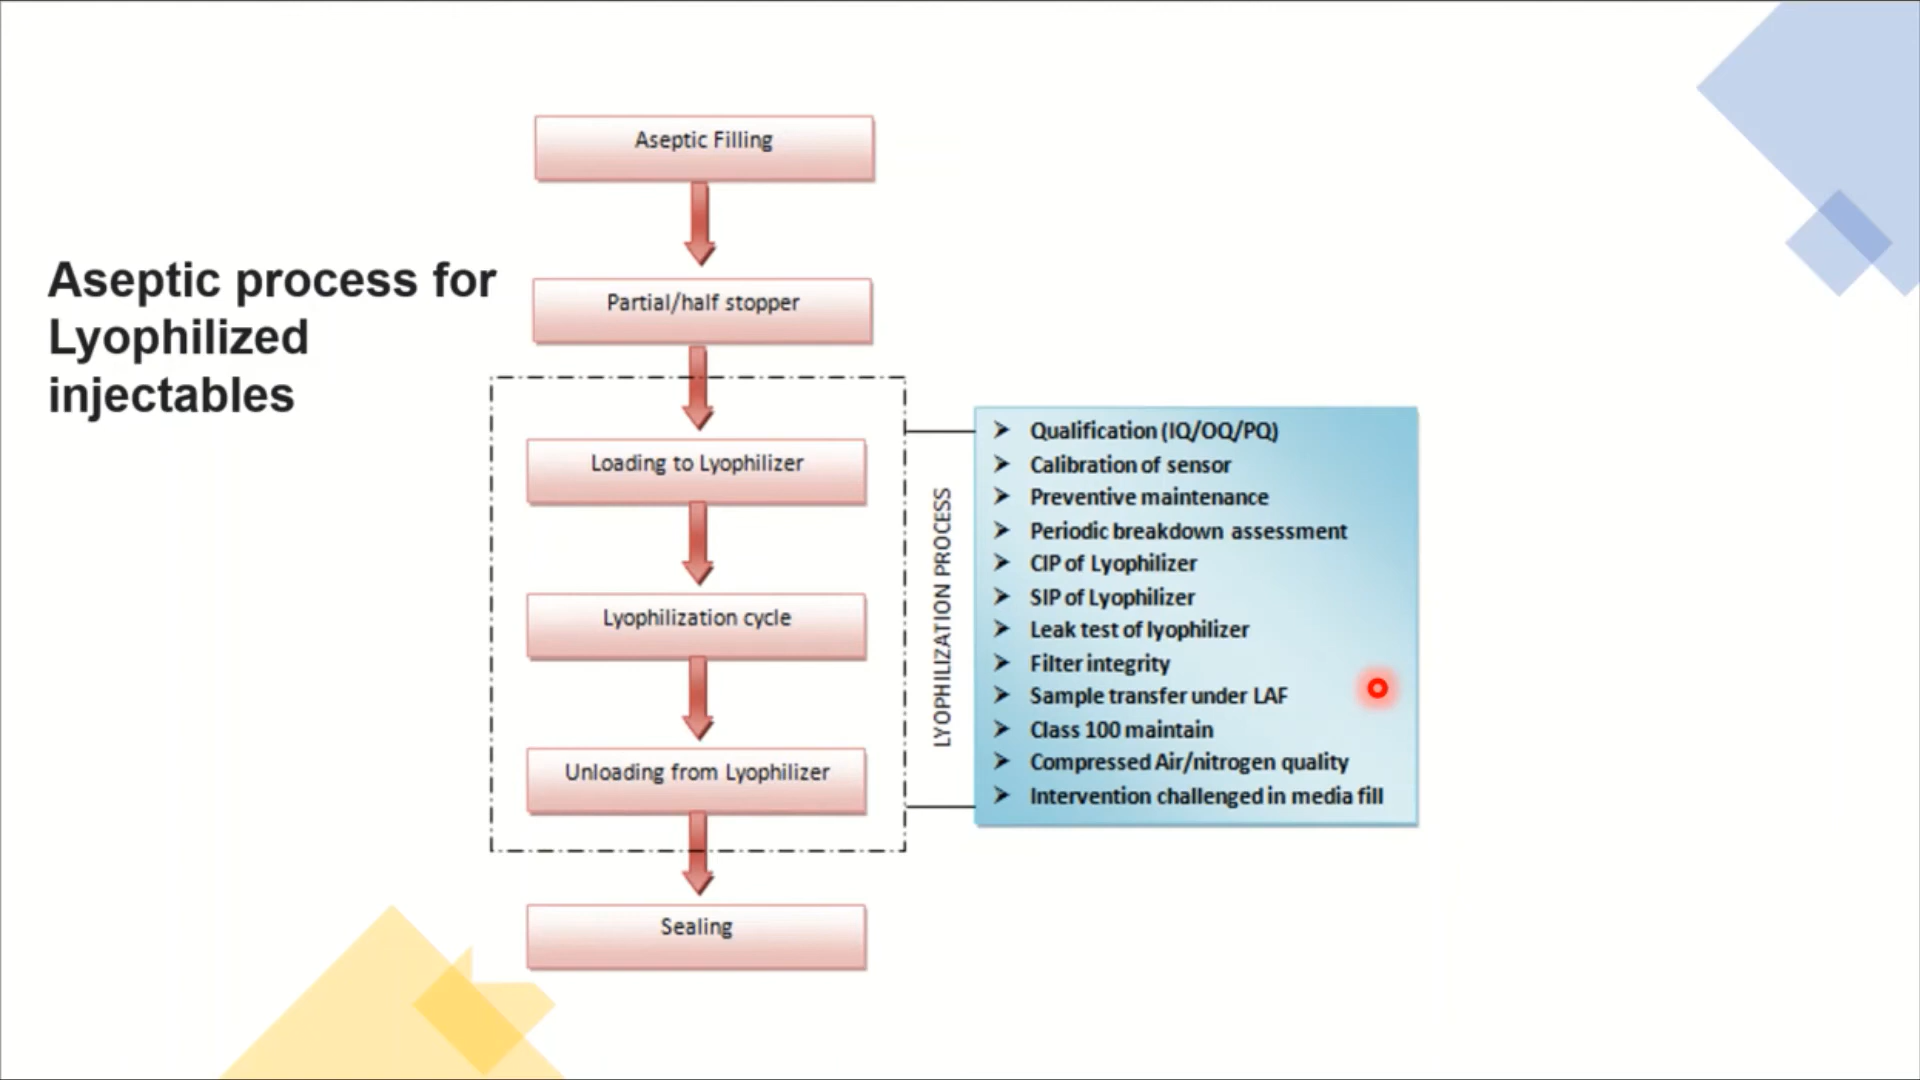 Aseptic process for
Lyophilized
injectables
Aseptic Filling
Partial/half stopper
Loading to Lyophilizer
Lyophilization cycle
Unloading from Lyophilizer
Sealing
LYOPHILIZATION PROCESS
➤ Qualification (IQ/OQ/PQ)
➤ Calibration of sensor
➤ Preventive maintenance
➤ Periodic breakdown assessment
➤ CIP of Lyophilizer
➤ SIP of Lyophilizer
➤ Leak test of lyophilizer
➤ Filter integrity
➤ Sample transfer under LAF
➤ Class 100 maintain
➤ Compressed Air/nitrogen quality
➤ Intervention challenged in media fill